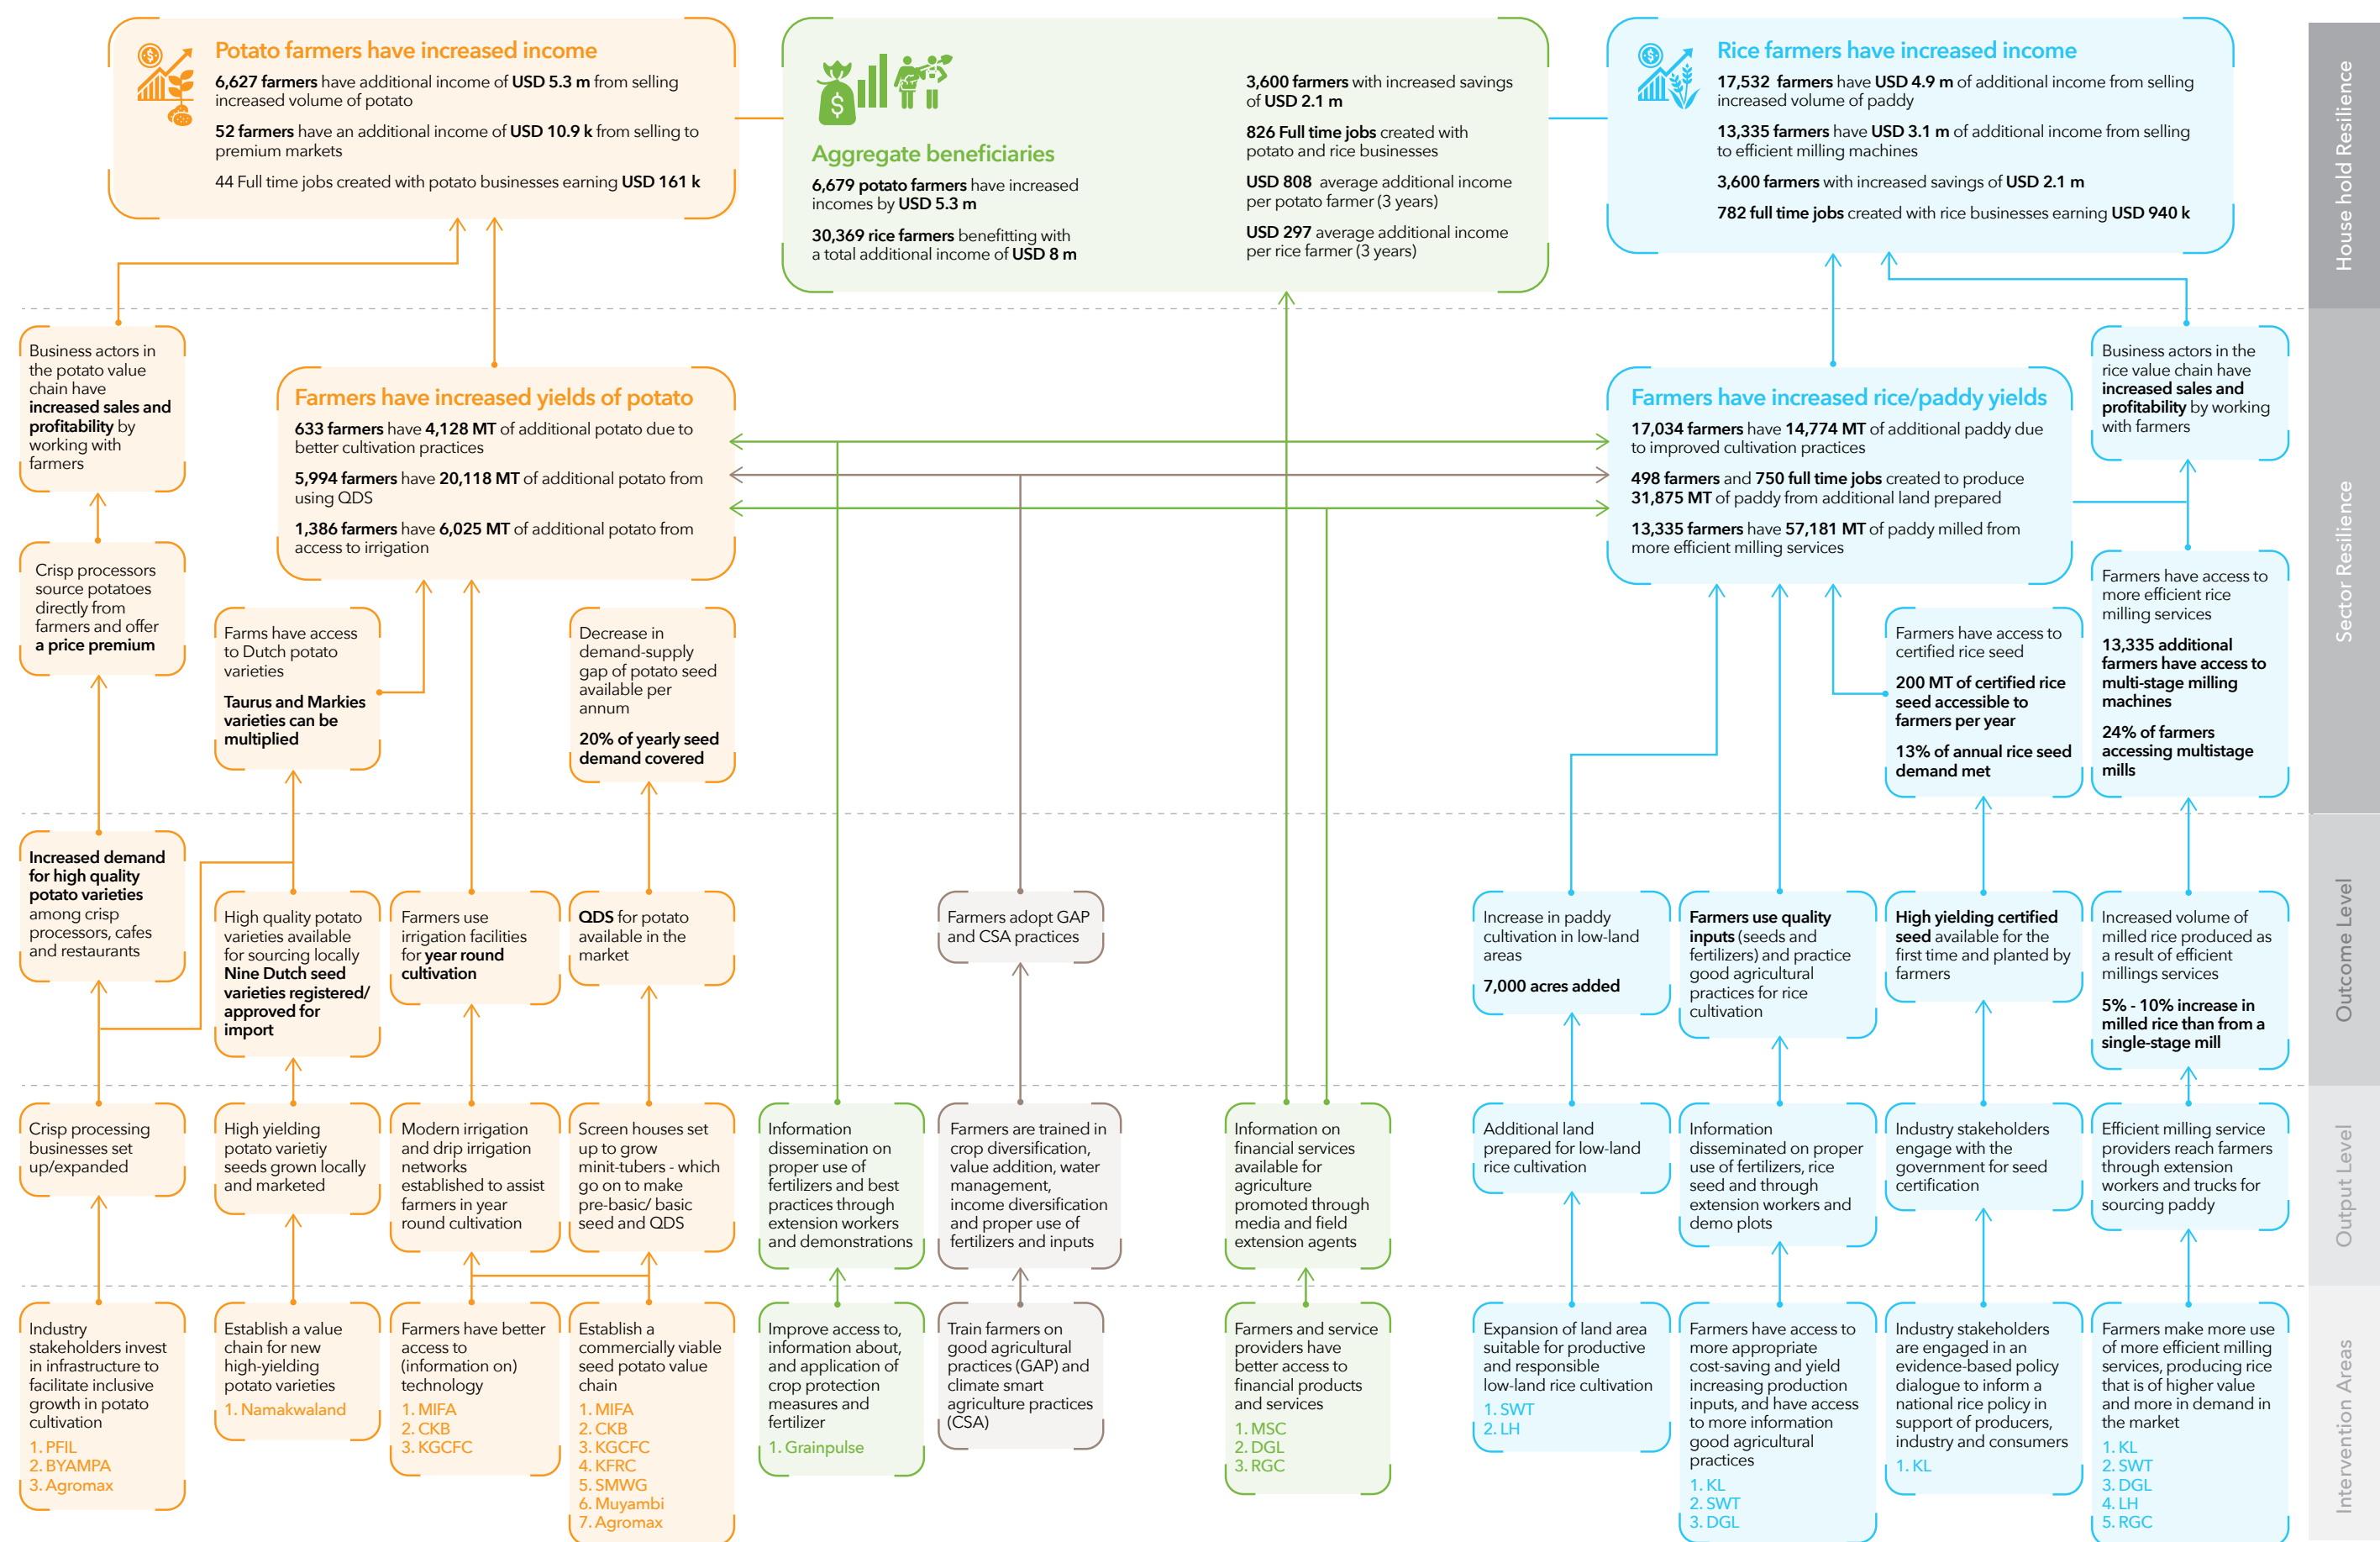 Potato farmers have increased income
6,627 farmers have additional income of USD 5.3 m from selling
increased volume of potato
52 farmers have an additional income of USD 10.9 k from selling to
premium markets
44 Full time jobs created with potato businesses earning USD 161 k
Aggregate beneficiaries
6,679 potato farmers have increased
incomes by USD 5.3 m
30,369 rice farmers benefitting with
a total additional income of USD 8 m
3,600 farmers with increased savings
of USD 2.1 m
826 Full time jobs created with
potato and rice businesses
USD 808 average additional income
per potato farmer (3 years)
USD 297 average additional income
per rice farmer (3 years)
Rice farmers have increased income
17,532 farmers have USD 4.9 m of additional income from selling
increased volume of paddy
13,335 farmers have USD 3.1 m of additional income from selling
to efficient milling machines
3,600 farmers with increased savings of USD 2.1 m
782 full time jobs created with rice businesses earning USD 940 k
House hold Resilience
Business actors in
the potato value
chain have
increased sales and
profitability by
working with
farmers
Farmers have increased yields of potato
633 farmers have 4,128 MT of additional potato due to
better cultivation practices
5,994 farmers have 20,118 MT of additional potato from
using QDS
1,386 farmers have 6,025 MT of additional potato from
access to irrigation
Farmers have increased rice/paddy yields
17,034 farmers have 14,774 MT of additional paddy due
to improved cultivation practices
498 farmers and 750 full time jobs created to produce
31,875 MT of paddy from additional land prepared
13,335 farmers have 57,181 MT of paddy milled from
more efficient milling services
Business actors in the
rice value chain have
increased sales and
profitability by working
with farmers
Crisp processors
source potatoes
directly from
farmers and offer
a price premium
Farms have access
to Dutch potato
varieties
Taurus and Markies
varieties can be
multiplied
Decrease in
demand-supply
gap of potato seed
available per
annum
20% of yearly seed
demand covered
Farmers have access to
certified rice seed
200 MT of certified rice
seed accessible to
farmers per year
13% of annual rice seed
demand met
Farmers have access to
more efficient rice
milling services
13,335 additional
farmers have access to
multi-stage milling
machines
24% of farmers
accessing multistage
mills
Sector Resilience
Increased demand
for high quality
potato varieties
among crisp
processors, cafes
and restaurants
High quality potato
varieties available
for sourcing locally
Nine Dutch seed
varieties registered/
approved for
import
Farmers use
irrigation facilities
for year round
cultivation
QDS for potato
available in the
market
Farmers adopt GAP
and CSA practices
Increase in paddy
cultivation in low-land
areas
7,000 acres added
Farmers use quality
inputs (seeds and
fertilizers) and practice
good agricultural
practices for rice
cultivation
High yielding certified
seed available for the
first time and planted by
farmers
Increased volume of
milled rice produced as
a result of efficient
millings services
5% - 10% increase in
milled rice than from a
single-stage mill
Outcome Level
Crisp processing
businesses set
up/expanded
High yielding
potato varietiy
seeds grown locally
and marketed
Modern irrigation
and drip irrigation
networks
established to assist
farmers in year
round cultivation
Screen houses set
up to grow
minit-tubers - which
go on to make
pre-basic/ basic
seed and QDS
Information
dissemination on
proper use of
fertilizers and best
practices through
extension workers
and demonstrations
Farmers are trained in
crop diversification,
value addition, water
management,
income diversification
and proper use of
fertilizers and inputs
Information on
financial services
available for
agriculture
promoted through
media and field
extension agents
Additional land
prepared for low-land
rice cultivation
Information
disseminated on proper
use of fertilizers, rice
seed and through
extension workers and
demo plots
Industry stakeholders
engage with the
government for seed
certification
Efficient milling service
providers reach farmers
through extension
workers and trucks for
sourcing paddy
Output Level
Industry
stakeholders invest
in infrastructure to
facilitate inclusive
growth in potato
cultivation
1. PFIL
2. BYAMPA
3. Agromax
Establish a value
chain for new
high-yielding
potato varieties
1. Namakwaland
Farmers have better
access to
(information on)
technology
1. MIFA
2. CKB
3. KGCFC
Establish a
commercially viable
seed potato value
chain
1. MIFA
2. CKB
3. KGCFC
4. KFRC
5. SMWG
6. Muyambi
7. Agromax
Improve access to,
information about,
and application of
crop protection
measures and
fertilizer
1. Grainpulse
Train farmers on
good agricultural
practices (GAP) and
climate smart
agriculture practices
(CSA)
Farmers and service
providers have
better access to
financial products
and services
1. MSC
2. DGL
3. RGC
Expansion of land area
suitable for productive
and responsible
low-land rice cultivation
1. SWT
2. LH
Farmers have access to
more appropriate
cost-saving and yield
increasing production
inputs, and have access
to more information
good agricultural
practices
1. KL
2. SWT
3. DGL
Industry stakeholders
are engaged in an
evidence-based policy
dialogue to inform a
national rice policy in
support of producers,
industry and consumers
1. KL
Farmers make more use
of more efficient milling
services, producing rice
that is of higher value
and more in demand in
the market
1. KL
2. SWT
3. DGL
4. LH
5. RGC
Intervention Areas